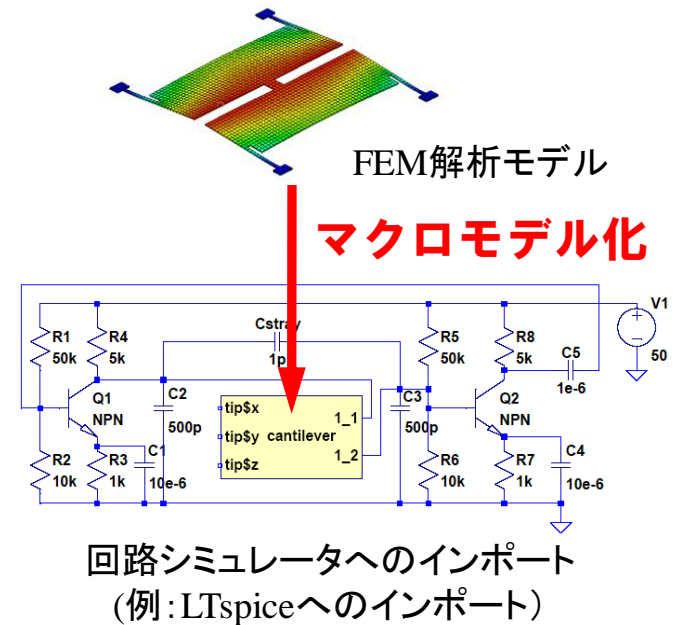 FEM解析モデル
マクロモデル化
V1
Cstray
R1
50k
R4
5k
1p
R5
50k
R8
5k
C5
1e-6
50
Q1
NPN
C2
500p
tip$x
tip$y
tip$z
cantilever
1_1
1_2
C3
500p
Q2
NPN
R2
10k
R3
1k
C1
10e-6
R6
10k
R7
1k
C4
10e-6
回路シミュレータへのインポート
(例:LTspiceへのインポート)